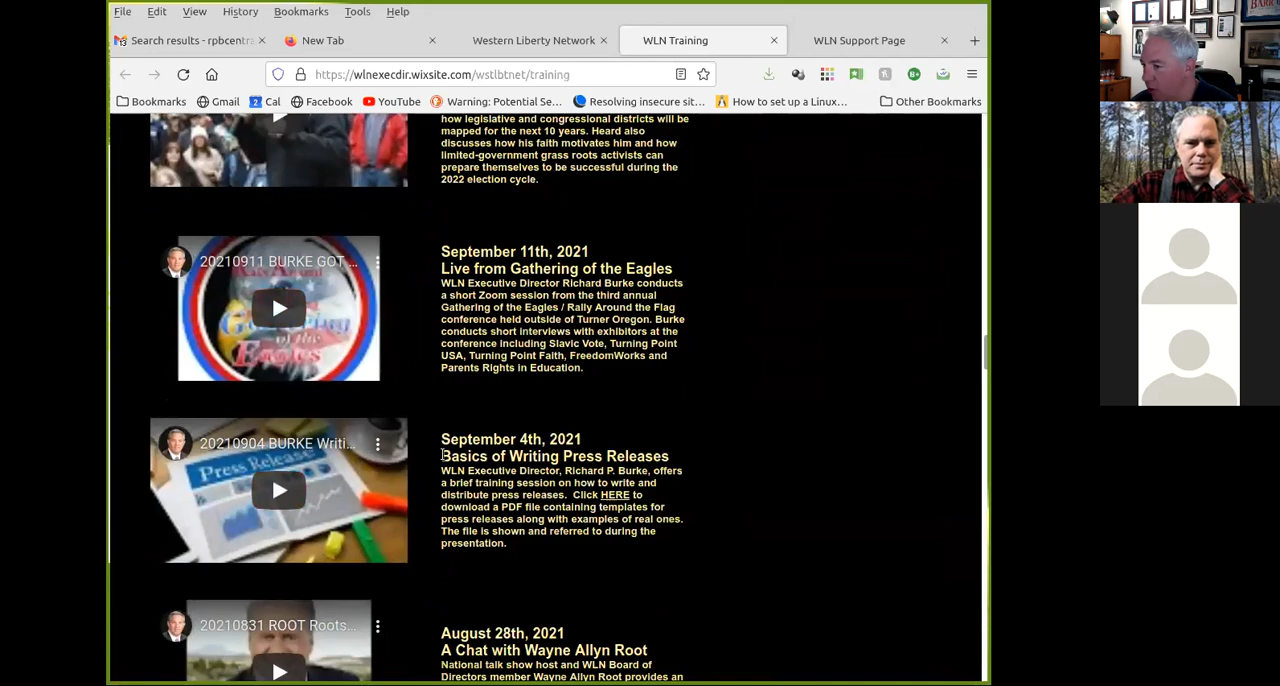 File Edit View History Bookmarks Tools Help
Search results - rpbcentra × New Tab × Western Liberty Network × WLN Training × WLN Support Page × +
https://wlnexecdir.wixsite.com/wstlbtnet/training
Bookmarks Gmail Cal Facebook YouTube Warning: Potential Se... Resolving insecure sit... How to set up a Linux... Other Bookmarks
how legislative and congressional districts will
be mapped for the next 10 years. Heard also
discusses how his faith motivates him and how
limited-government grass roots activists can
prepare themselves to be successful during the
2022 election cycle.
20210911 BURKE GOT ...
Gathering
of the
Eagles
September 11th, 2021
Live from Gathering of the Eagles
WLN Executive Director Richard Burke conducts
a short Zoom session from the third annual
Gathering of the Eagles / Rally Around the Flag
conference held outside of Turner Oregon. Burke
conducts short interviews with exhibitors at the
conference including Slavic Vote, Turning Point
USA, Turning Point Faith, FreedomWorks and
Parents Rights in Education.
20210904 BURKE Writi...
Press Release
September 4th, 2021
Basics of Writing Press Releases
WLN Executive Director, Richard P. Burke, offers
a brief training session on how to write and
distribute press releases. Click HERE to
download a PDF file containing templates for
press releases along with examples of real ones.
The file is shown and referred to during the
presentation.
20210831 ROOT Roots...
August 28th, 2021
A Chat with Wayne Allyn Root
National talk show host and WLN Board of
Directors member Wayne Allyn Root provides an